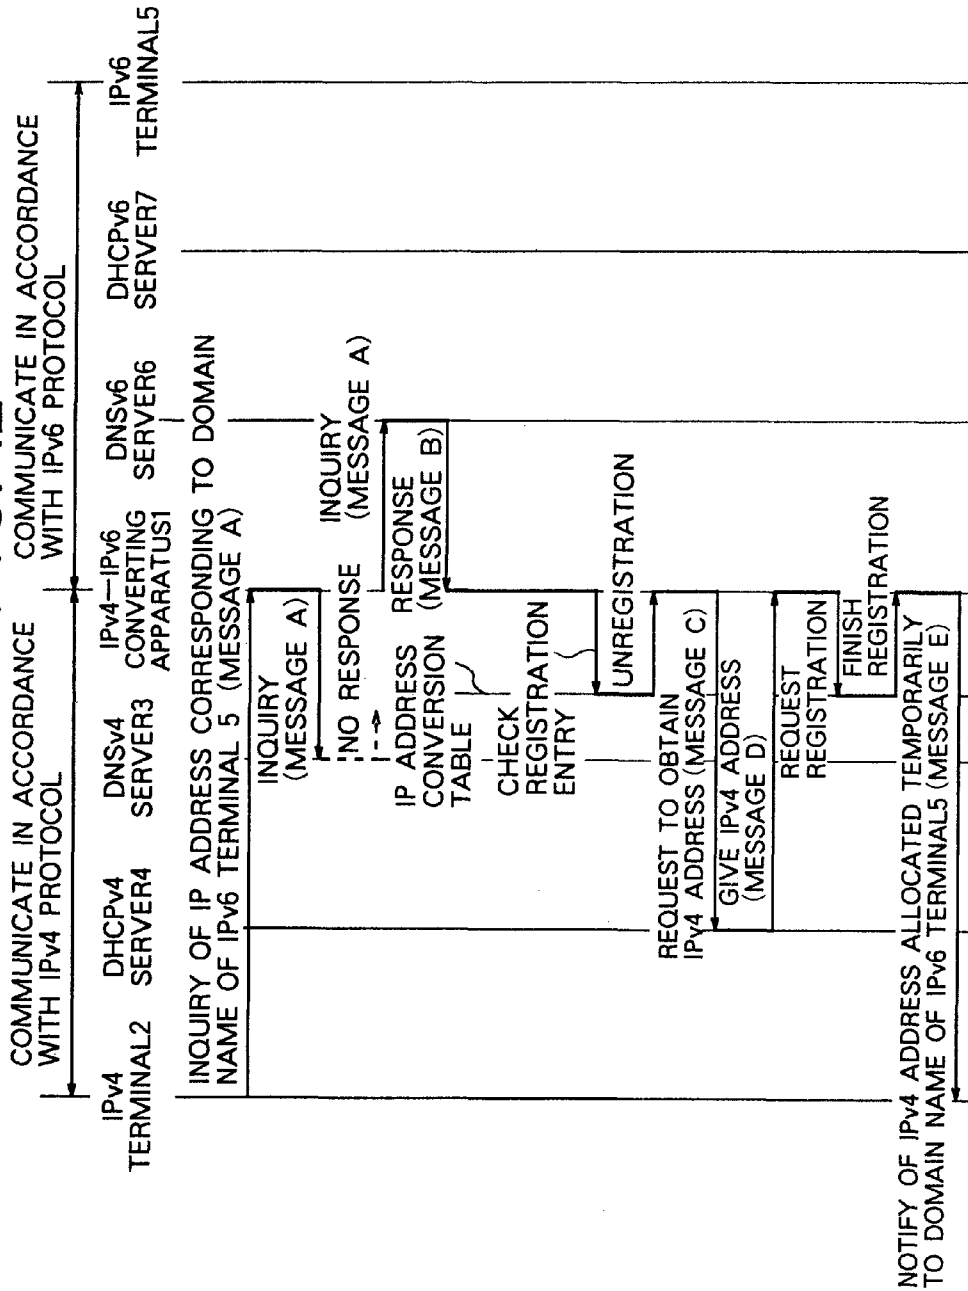 COMMUNICATE IN ACCORDANCE
WITH IPv4 PROTOCOL
COMMUNICATE IN ACCORDANCE
WITH IPv6 PROTOCOL
IPv4
TERMINAL2
DHCPv4
SERVER4
DNSv4
SERVER3
IPv4—IPv6
CONVERTING
APPARATUS1
DNSv6
SERVER6
DHCPv6
SERVER7
IPv6
TERMINAL5
INQUIRY OF IP ADDRESS CORRESPONDING TO DOMAIN
NAME OF IPv6 TERMINAL 5 (MESSAGE A)
INQUIRY
(MESSAGE A)
NO RESPONSE
INQUIRY
(MESSAGE A)
IP ADDRESS
CONVERSION
TABLE
RESPONSE
(MESSAGE B)
CHECK
REGISTRATION
ENTRY
UNREGISTRATION
REQUEST TO OBTAIN
IPv4 ADDRESS (MESSAGE C)
GIVE IPv4 ADDRESS
(MESSAGE D)
REQUEST
REGISTRATION
FINISH
REGISTRATION
NOTIFY OF IPv4 ADDRESS ALLOCATED TEMPORARILY
TO DOMAIN NAME OF IPv6 TERMINAL5 (MESSAGE E)